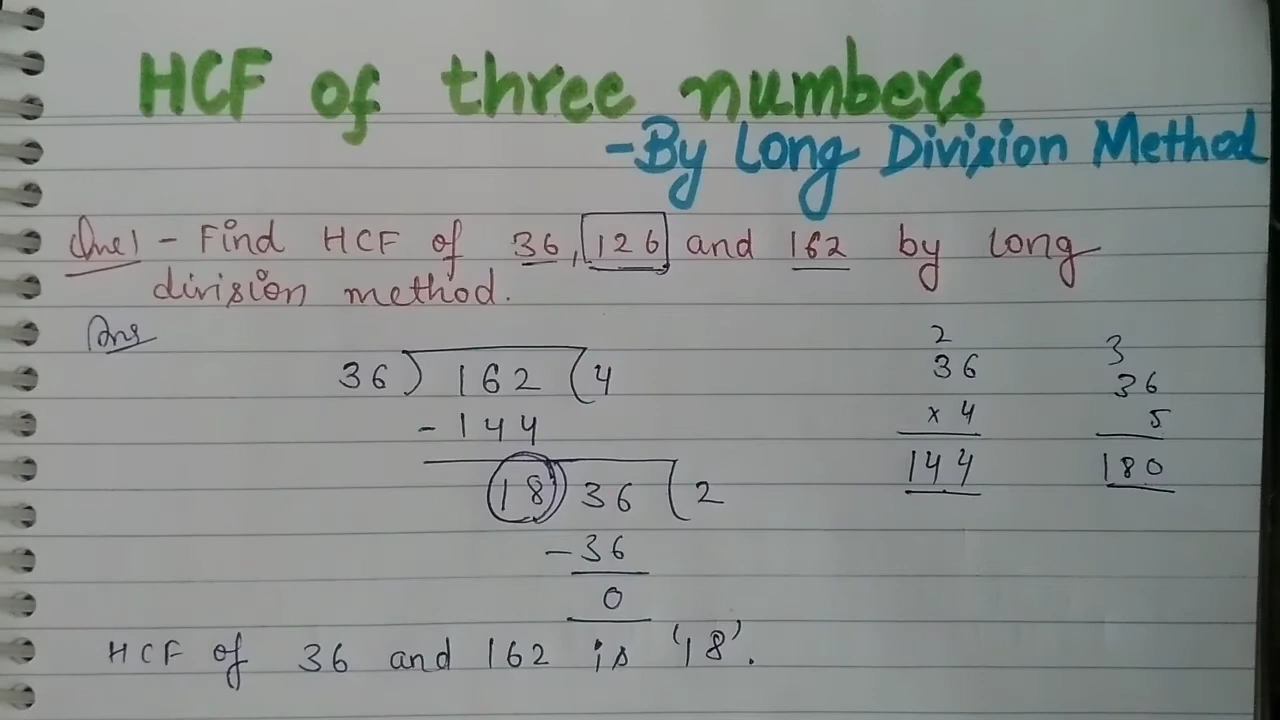 HCF of three numbers
-By Long Division Method
Que1 - Find HCF of 36, 126 and 162 by long
division method.
Ans
36) 162 (4
- 144
18) 36 (2
- 36
0
2
36
x 4
144
3
36
5
180
HCF of 36 and 162 is '18'.